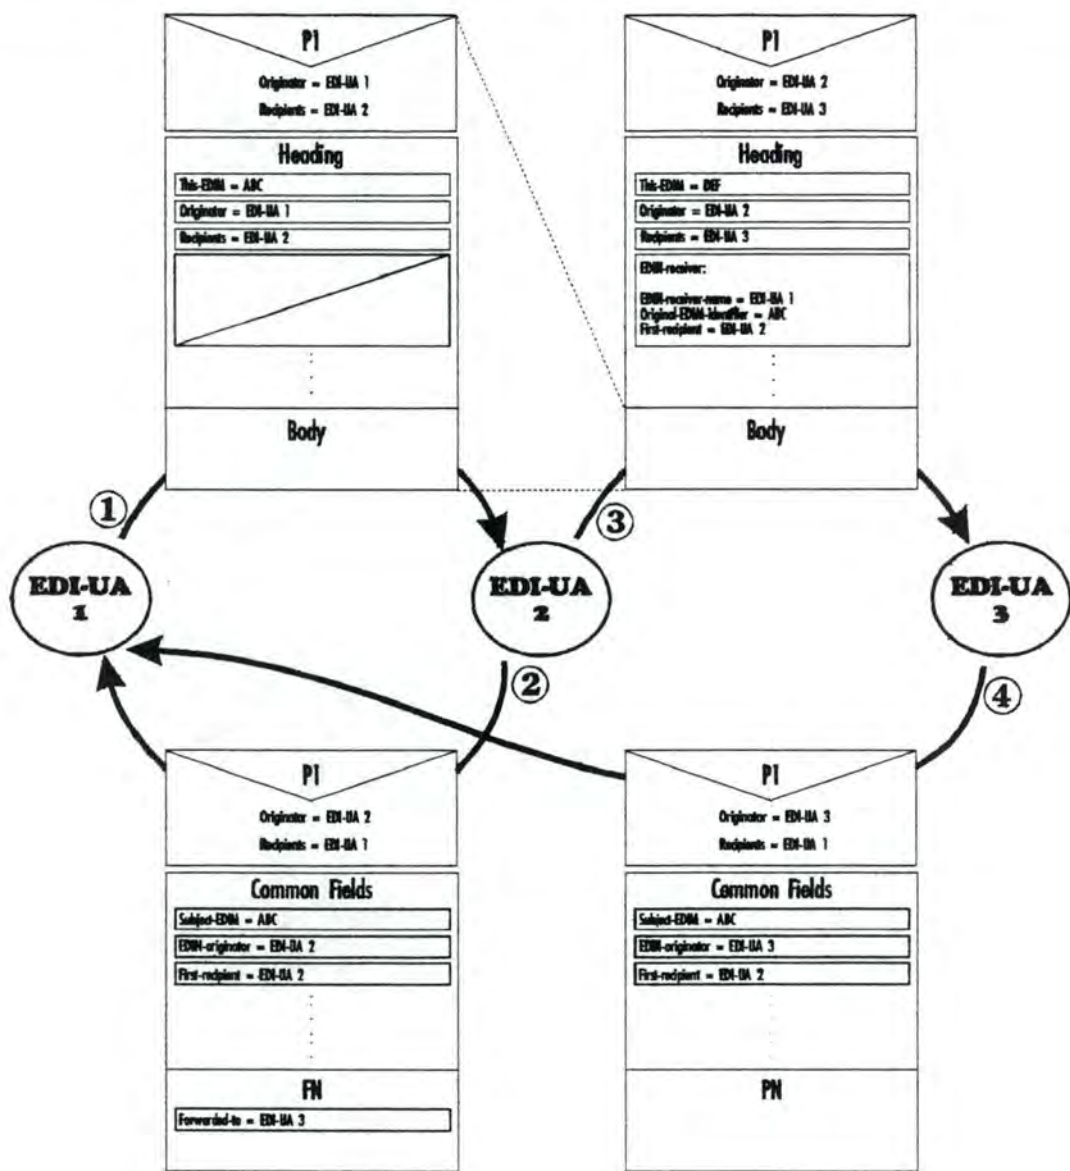 P1
Originator = EDI-UA 1
Recipients = EDI-UA 2
Heading
This-EDIM = ABC
Originator = EDI-UA 1
Recipients = EDI-UA 2
Body
P1
Originator = EDI-UA 2
Recipients = EDI-UA 3
Heading
This-EDIM = DEF
Originator = EDI-UA 2
Recipients = EDI-UA 3
EDIN-receiver:
EDIN-receiver-name = EDI-UA 1
Original-EDIM-identifier = ABC
First-recipient = EDI-UA 2
Body
1
3
EDI-UA
1
EDI-UA
2
EDI-UA
3
2
4
P1
Originator = EDI-UA 2
Recipients = EDI-UA 1
Common Fields
Subject-EDIM = ABC
EDIN-originator = EDI-UA 2
First-recipient = EDI-UA 2
FN
Forwarded-to = EDI-UA 3
P1
Originator = EDI-UA 3
Recipients = EDI-UA 1
Common Fields
Subject-EDIM = ABC
EDIN-originator = EDI-UA 3
First-recipient = EDI-UA 2
PN